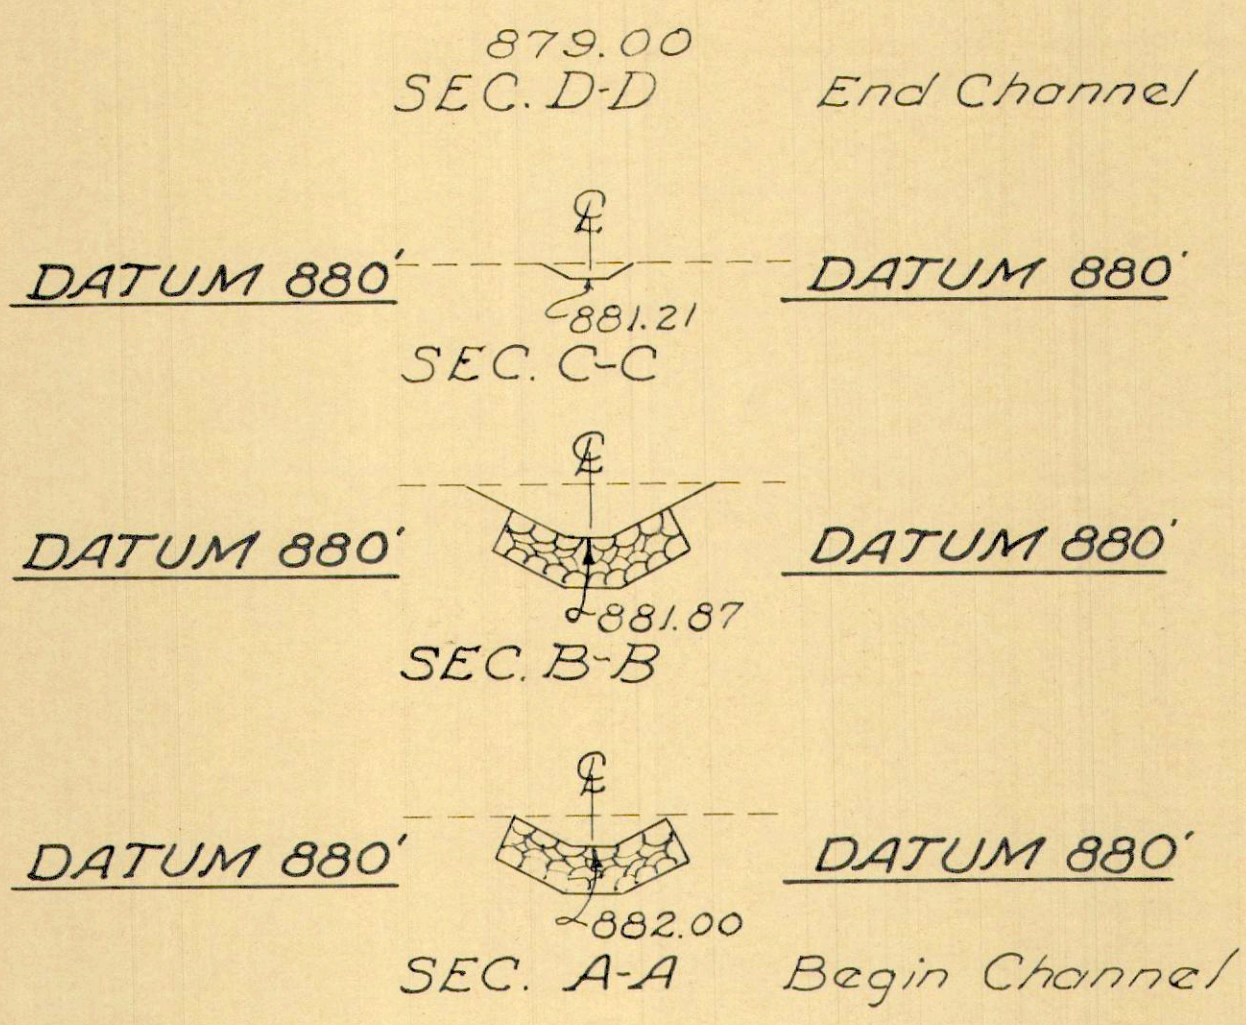 879.00
SEC. D-D End Channel
℄
DATUM 880' DATUM 880'
881.21
SEC. C-C
℄
DATUM 880' DATUM 880'
881.87
SEC. B-B
℄
DATUM 880' DATUM 880'
882.00
SEC. A-A Begin Channel